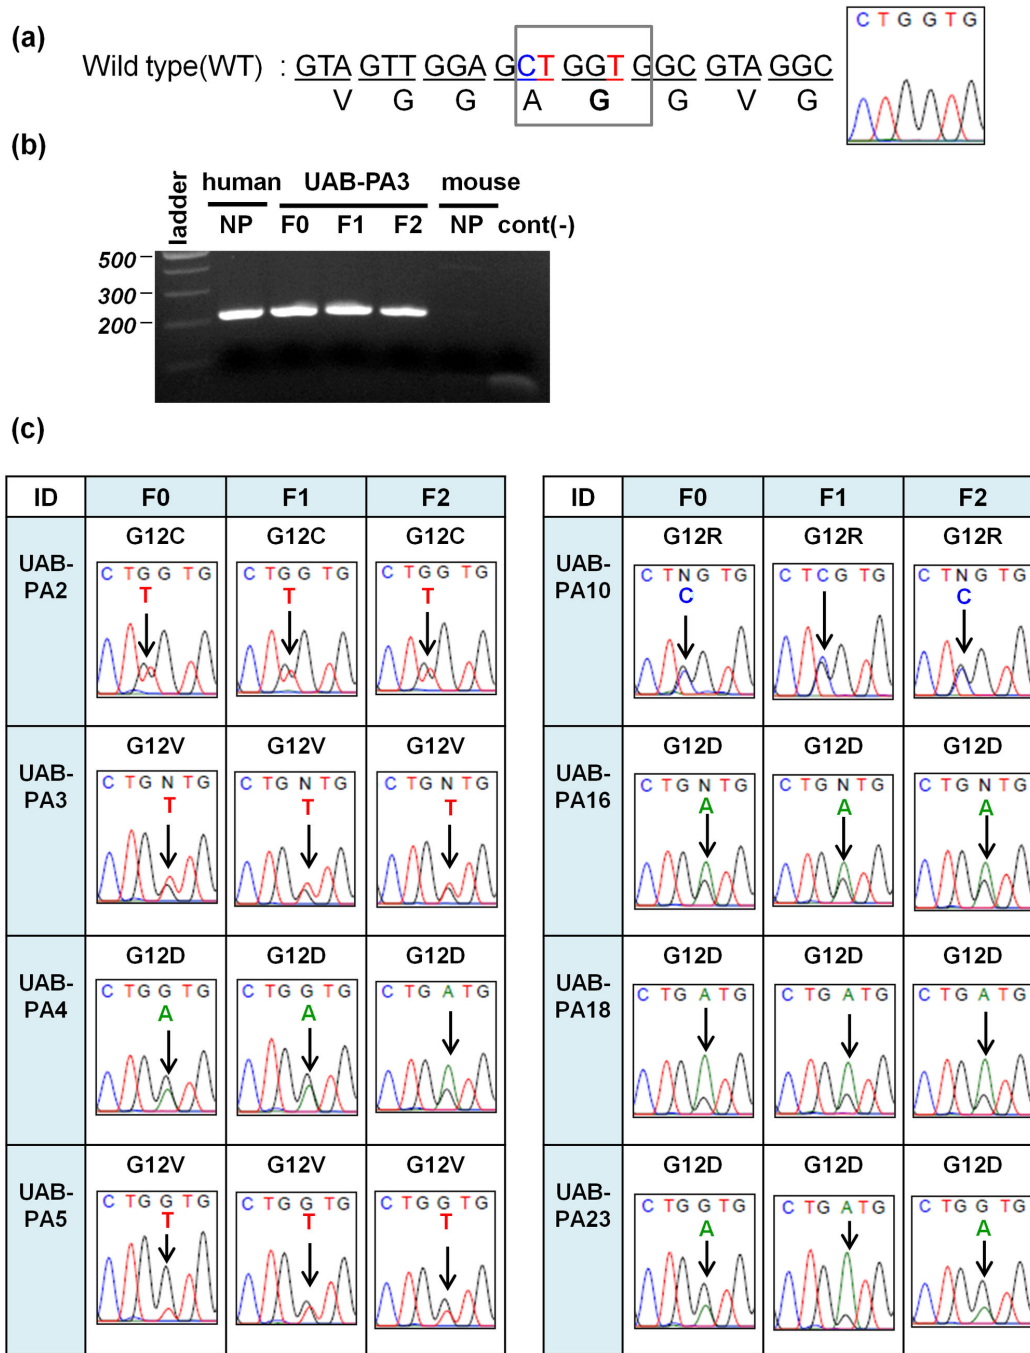 (a)
C T G G T G
Wild type(WT) : GTA GTT GGA GCT GGT GGC GTA GGC
V G G A G G V G
(b)
ladder
human UAB-PA3 mouse
NP F0 F1 F2 NP cont(-)
500
300
200
(c)
ID F0 F1 F2
UAB-PA2
G12C G12C G12C
C T G G T G C T G G T G C T G G T G
T T T
UAB-PA3
G12V G12V G12V
C T G N T G C T G N T G C T G N T G
T T T
UAB-PA4
G12D G12D G12D
C T G G T G C T G G T G C T G A T G
A A
UAB-PA5
G12V G12V G12V
C T G G T G C T G G T G C T G G T G
T T T
ID F0 F1 F2
UAB-PA10
G12R G12R G12R
C T N G T G C T C G T G C T N G T G
C C
UAB-PA16
G12D G12D G12D
C T G N T G C T G N T G C T G N T G
A A A
UAB-PA18
G12D G12D G12D
C T G A T G C T G A T G C T G A T G
UAB-PA23
G12D G12D G12D
C T G G T G C T G A T G C T G G T G
A A